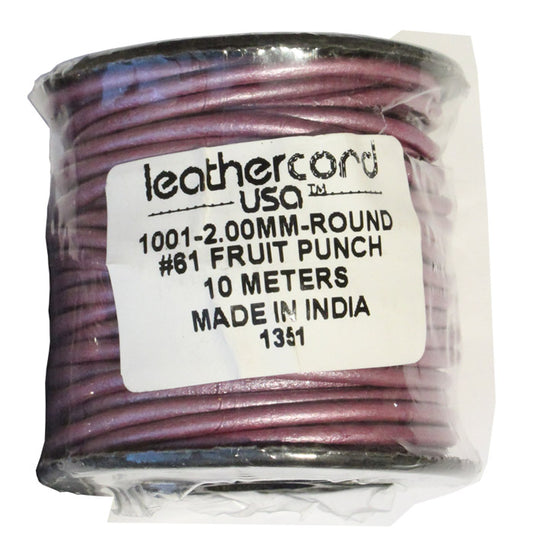 leathercord
usa™
1001-2.00MM-ROUND
#61 FRUIT PUNCH
10 METERS
MADE IN INDIA
1351